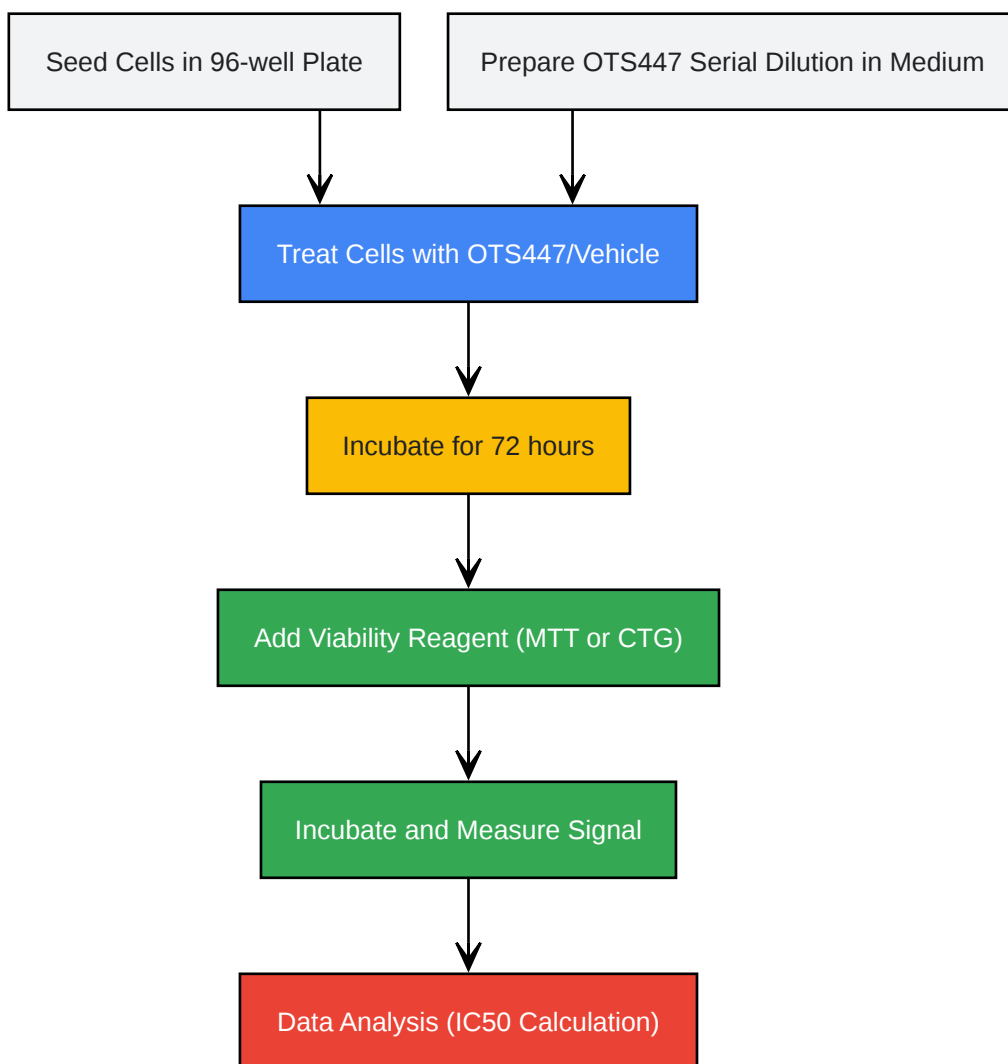 Seed Cells in 96-well Plate
Prepare OTS447 Serial Dilution in Medium
Treat Cells with OTS447/Vehicle
Incubate for 72 hours
Add Viability Reagent (MTT or CTG)
Incubate and Measure Signal
Data Analysis (IC50 Calculation)